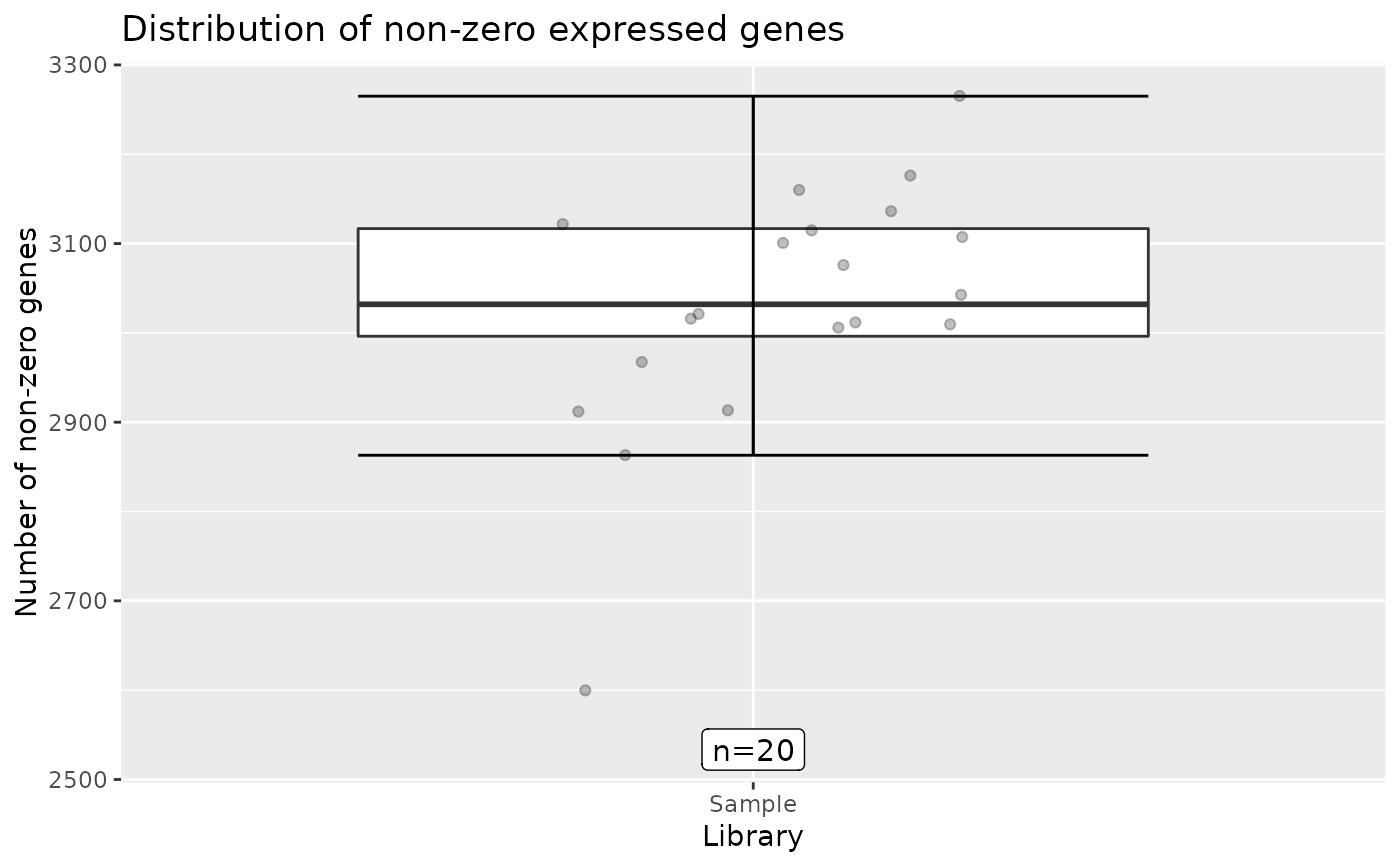 Distribution of non-zero expressed genes
Number of non-zero genes
3300
3100
2900
2700
2500
n=20
Sample
Library